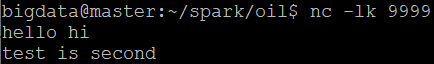 bigdata@master:~/spark/oil$ nc -lk 9999
hello hi
test is second